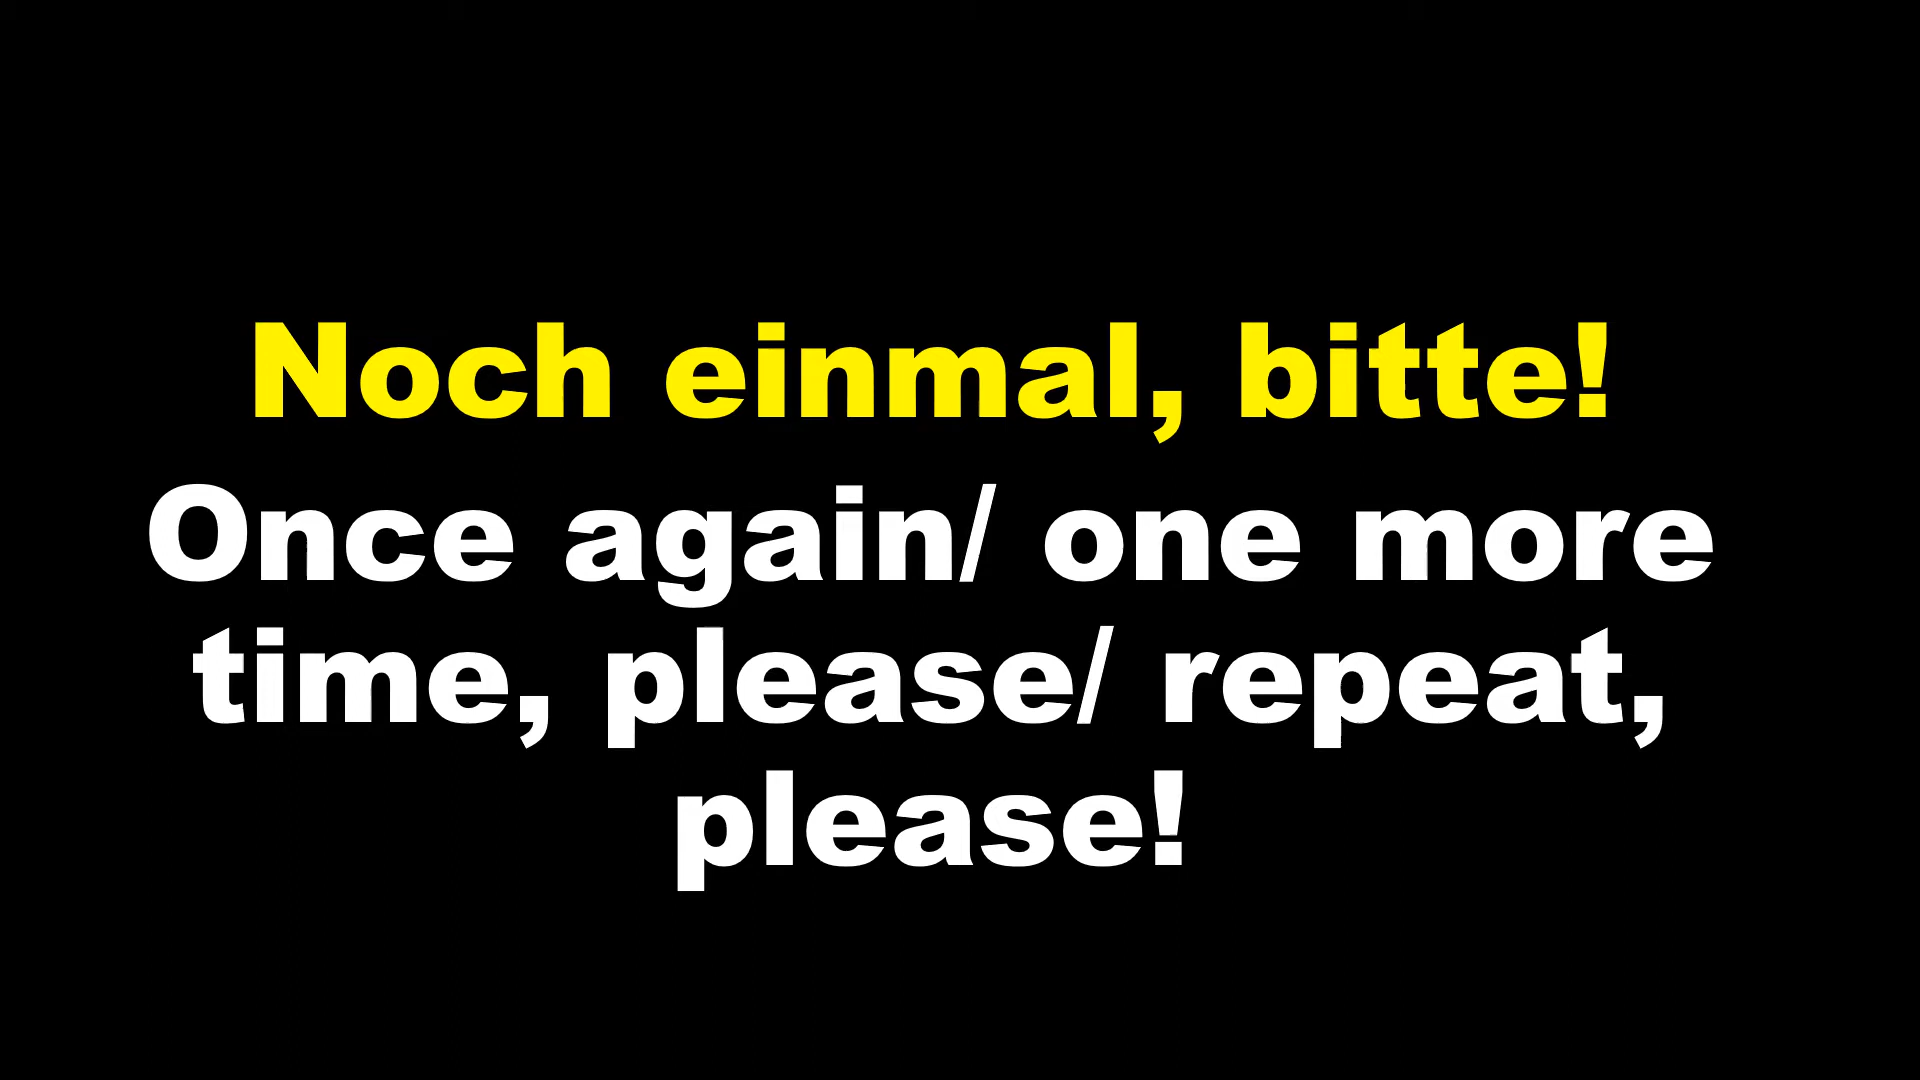 Noch einmal, bitte!
Once again/ one more
time, please/ repeat,
please!